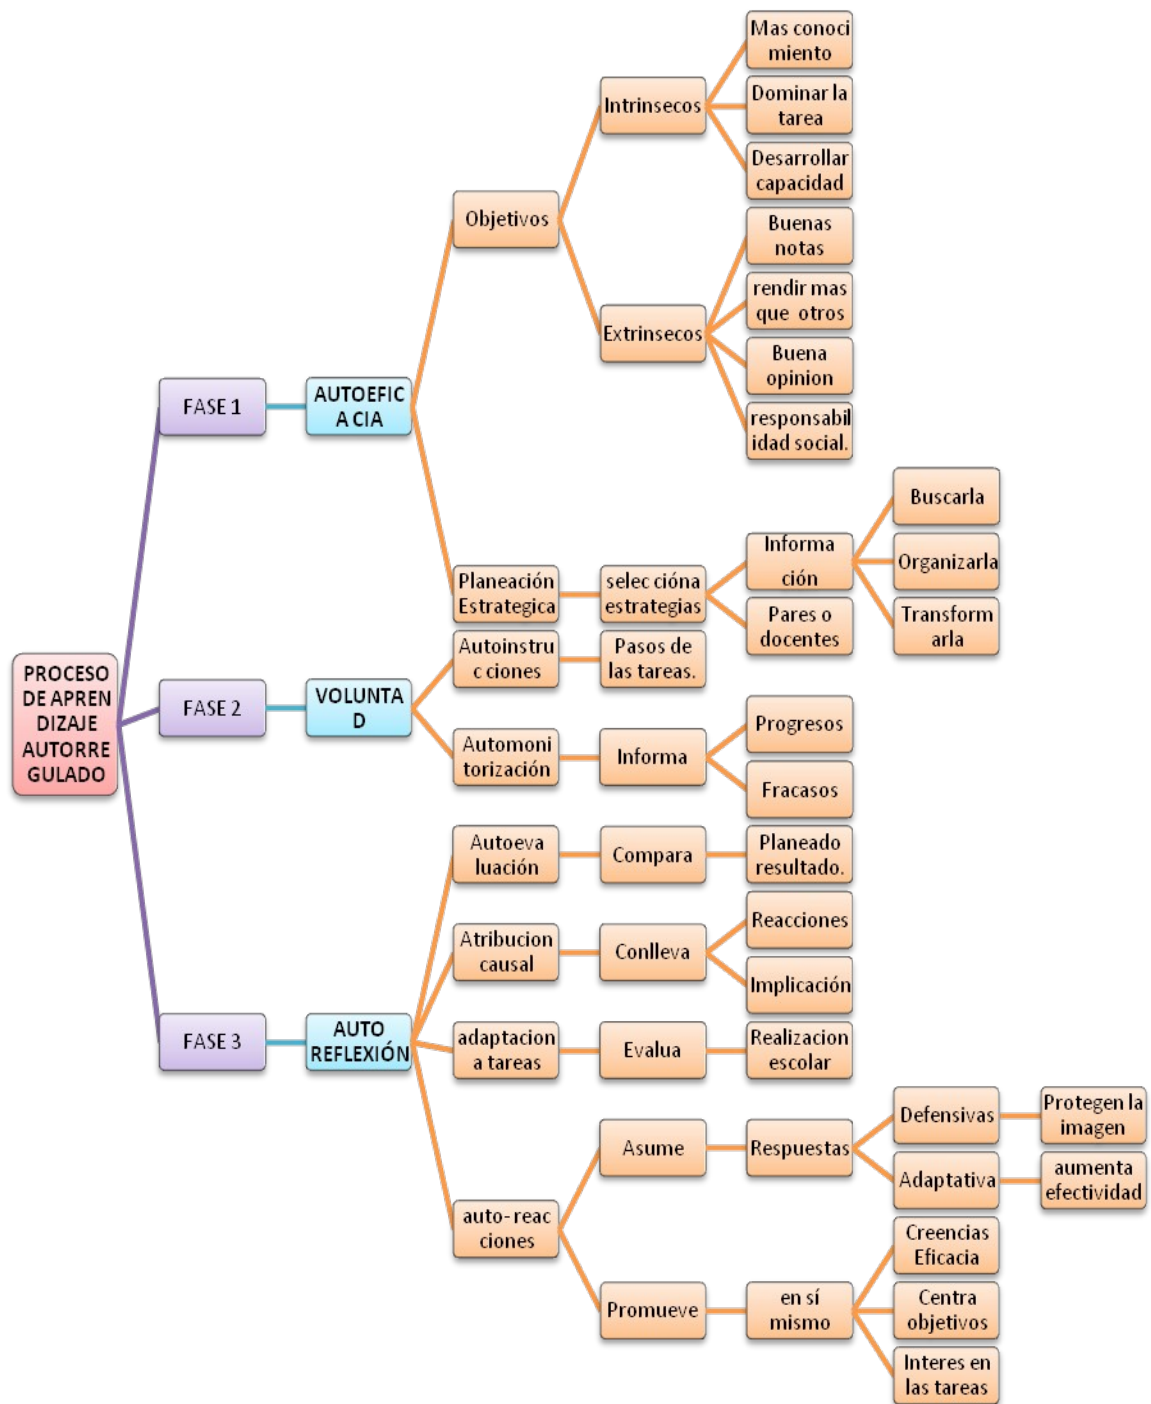 Mas conoci
miento
Intrinsecos
Dominar la
tarea
Desarrollar
capacidad
Objetivos
Buenas
notas
rendir mas
que otros
Extrinsecos
Buena
opinion
responsabil
idad social.
FASE 1
AUTOEFIC
A CIA
Planeación
Estrategica
selec cióna
estrategias
Informa
ción
Buscarla
Organizarla
Transform
arla
Pares o
docentes
PROCESO
DE APREN
DIZAJE
AUTORRE
GULADO
FASE 2
VOLUNTA
D
Autoinstru
c ciones
Pasos de
las tareas.
Automoni
torización
Informa
Progresos
Fracasos
FASE 3
AUTO
REFLEXIÓN
Autoeva
luación
Compara
Planeado
resultado.
Atribucion
causal
Conlleva
Reacciones
Implicación
adaptacion
a tareas
Evalua
Realizacion
escolar
auto-reac
ciones
Asume
Respuestas
Defensivas
Protegen la
imagen
Adaptativa
aumenta
efectividad
Promueve
en sí
mismo
Creencias
Eficacia
Centra
objetivos
Interes en
las tareas